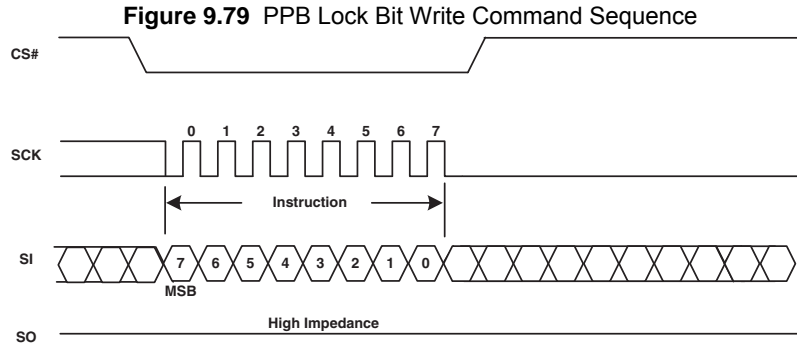 Figure 9.79 PPB Lock Bit Write Command Sequence
CS#
0 1 2 3 4 5 6 7
SCK
Instruction
SI
7 6 5 4 3 2 1 0
MSB
High Impedance
SO